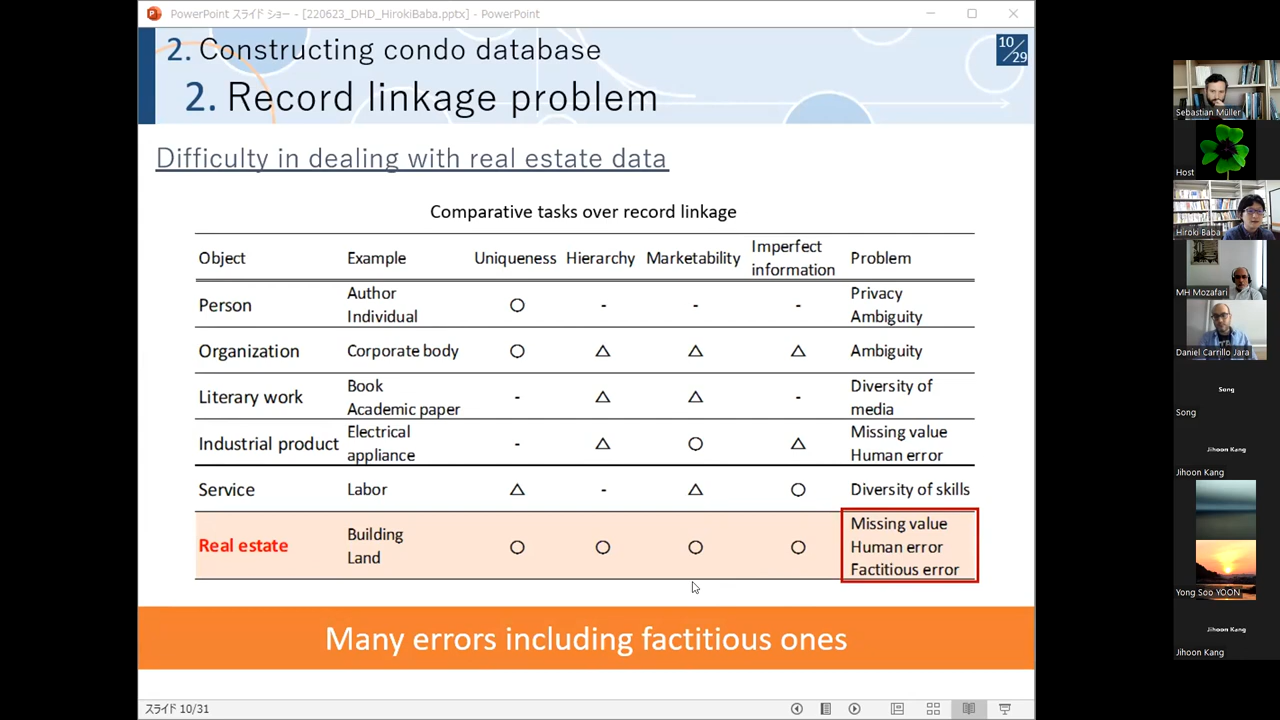 PowerPoint スライド ショー - [220623_DHD_HirokiBaba.pptx] - PowerPoint
2. Constructing condo database
10/29
2. Record linkage problem
Difficulty in dealing with real estate data
Comparative tasks over record linkage
Object Example Uniqueness Hierarchy Marketability Imperfect information Problem
Person Author Individual ○ - - - Privacy Ambiguity
Organization Corporate body ○ △ △ △ Ambiguity
Literary work Book Academic paper - △ △ - Diversity of media
Industrial product Electrical appliance - △ ○ △ Missing value Human error
Service Labor △ - △ ○ Diversity of skills
Real estate Building Land ○ ○ ○ ○ Missing value Human error Factitious error
Many errors including factitious ones
スライド 10/31
Sebastian Müller
Host
Hiroki Baba
MH Mozafari
Daniel Carrillo Jara
Song
Song
Jihoon Kang
Jihoon Kang
Yong Soo YOON
Jihoon Kang
Jihoon Kang